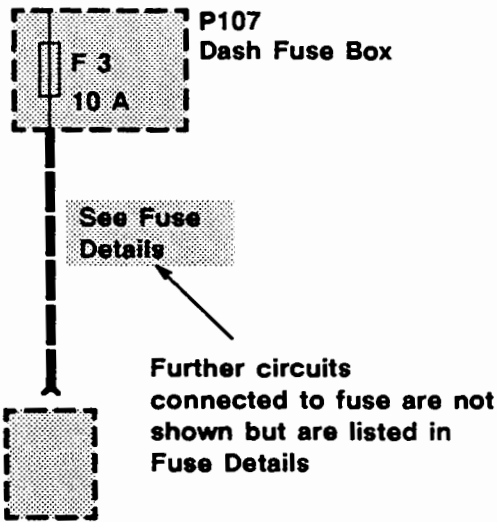 P107
Dash Fuse Box
F 3
10 A
See Fuse
Details
Further circuits
connected to fuse are not
shown but are listed in
Fuse Details